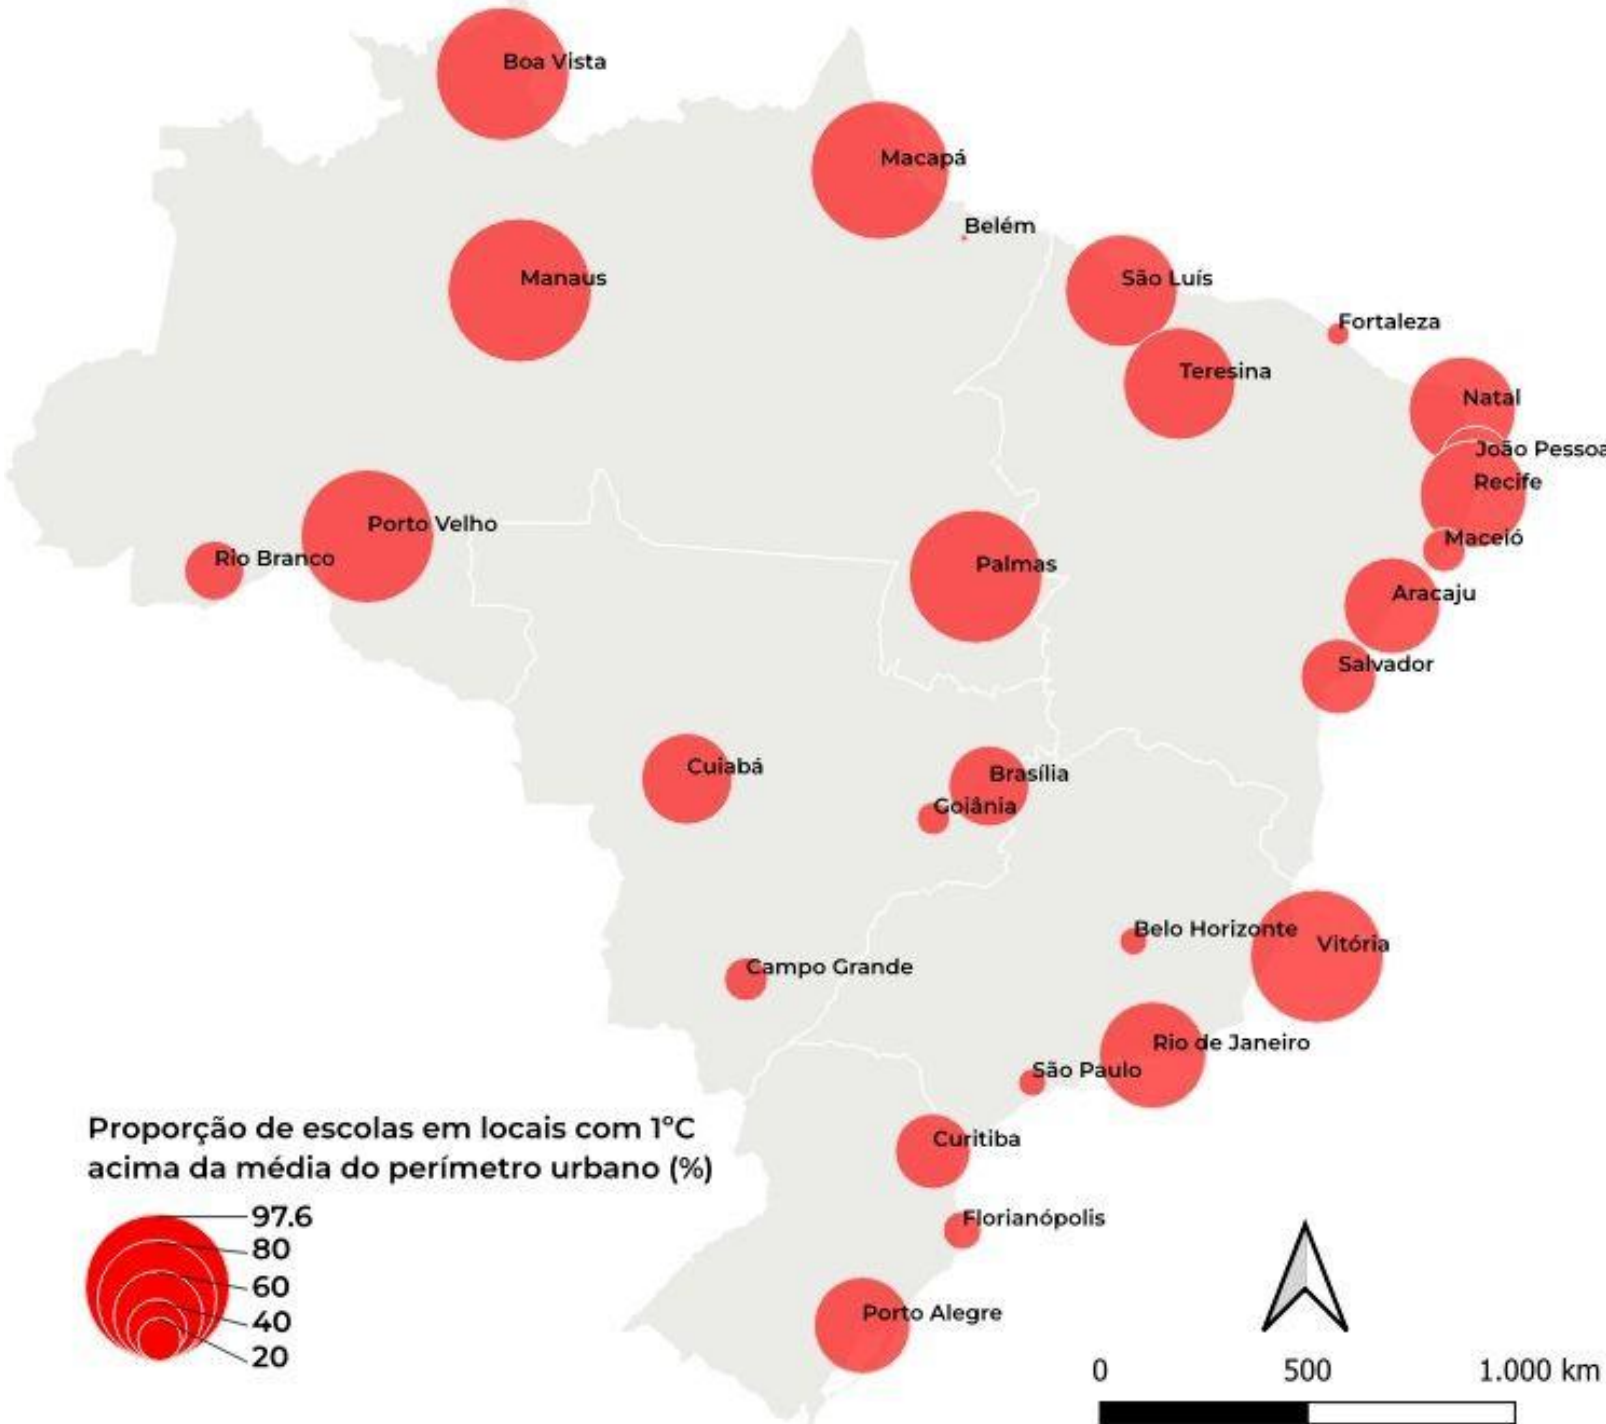 Boa Vista
Macapá
Belém
Manaus
São Luís
Fortaleza
Teresina
Natal
João Pessoa
Recife
Porto Velho
Maceió
Rio Branco
Palmas
Aracaju
Salvador
Cuiabá
Brasília
Goiânia
Belo Horizonte
Vitória
Campo Grande
Rio de Janeiro
São Paulo
Curitiba
Florianópolis
Porto Alegre
Proporção de escolas em locais com 1ºC
acima da média do perímetro urbano (%)
97.6
80
60
40
20
0 500 1.000 km